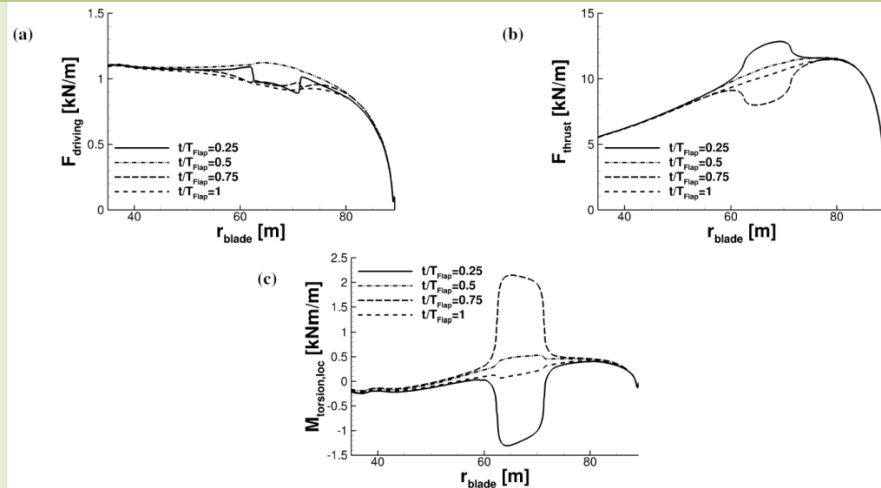 (a)
F_driving [kN/m]
1.5
1
0.5
0
t/T_Flap=0.25
t/T_Flap=0.5
t/T_Flap=0.75
t/T_Flap=1
40 60 80
r_blade [m]
(b)
F_thrust [kN/m]
15
10
5
0
t/T_Flap=0.25
t/T_Flap=0.5
t/T_Flap=0.75
t/T_Flap=1
40 60 80
r_blade [m]
(c)
M_torsion,loc [kNm/m]
2.5
2
1.5
1
0.5
0
-0.5
-1
-1.5
t/T_Flap=0.25
t/T_Flap=0.5
t/T_Flap=0.75
t/T_Flap=1
40 60 80
r_blade [m]